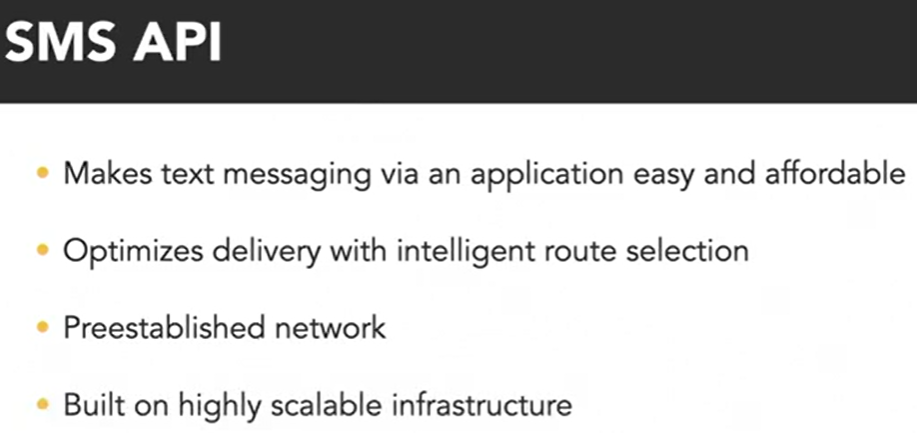 SMS API
• Makes text messaging via an application easy and affordable
• Optimizes delivery with intelligent route selection
• Preestablished network
• Built on highly scalable infrastructure